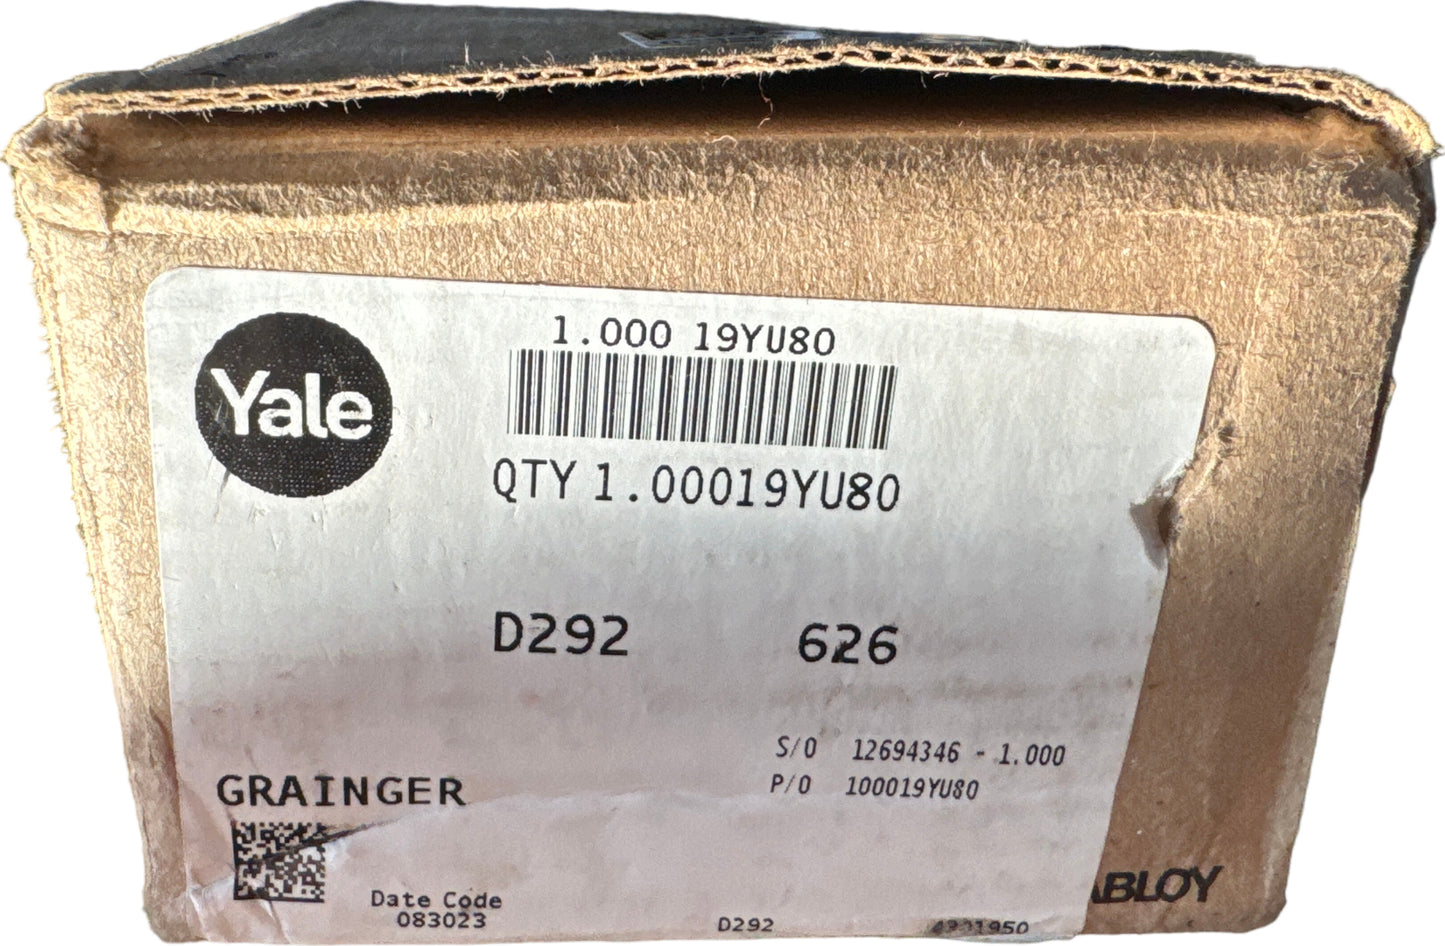 Yale
1.000 19YU80
QTY 1.00019YU80
D292 626
S/O 12694346 - 1.000
P/O 100019YU80
GRAINGER
Date Code
083023
D292
ABLOY